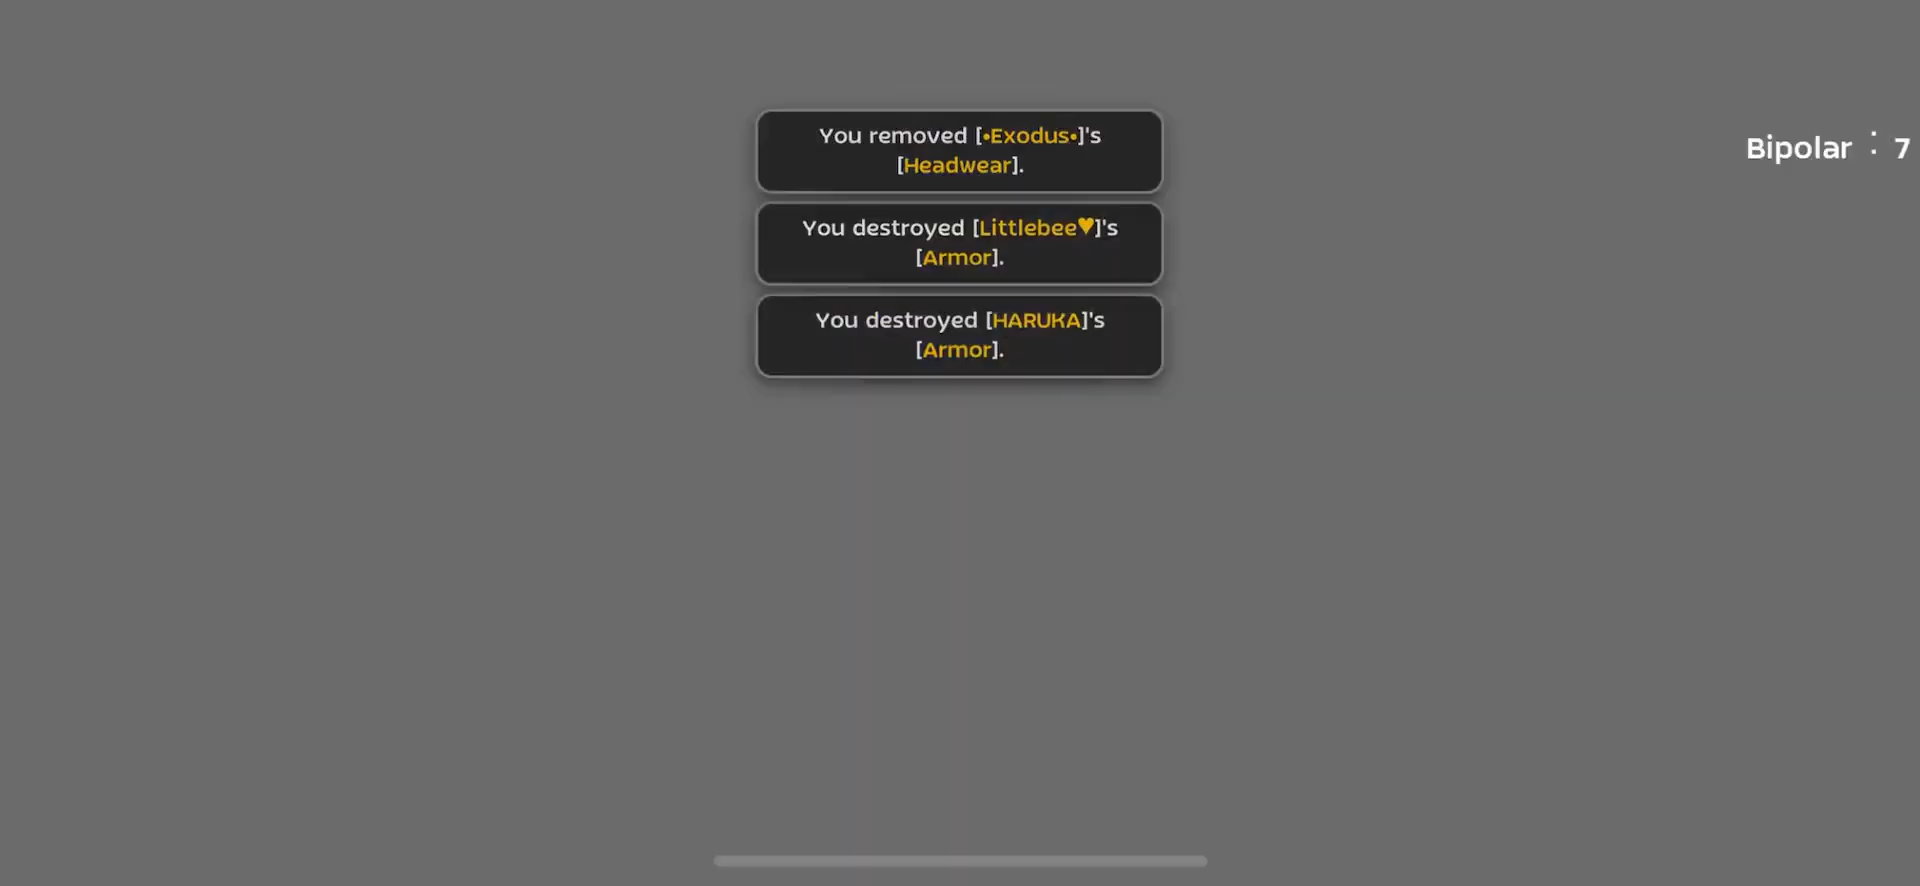 You removed [•Exodus•]'s
[Headwear].
You destroyed [Littlebee♥]'s
[Armor].
You destroyed [HARUKA]'s
[Armor].
Bipolar : 7